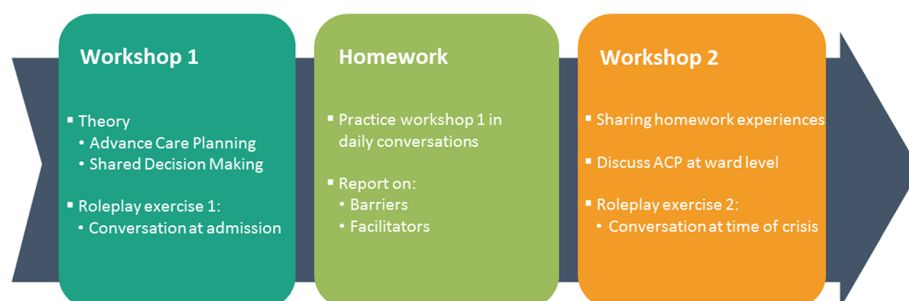 Workshop 1
▪ Theory
• Advance Care Planning
• Shared Decision Making
▪ Roleplay exercise 1:
• Conversation at admission
Homework
▪ Practice workshop 1 in
daily conversations
▪ Report on:
• Barriers
• Facilitators
Workshop 2
▪ Sharing homework experiences
▪ Discuss ACP at ward level
▪ Roleplay exercise 2:
• Conversation at time of crisis